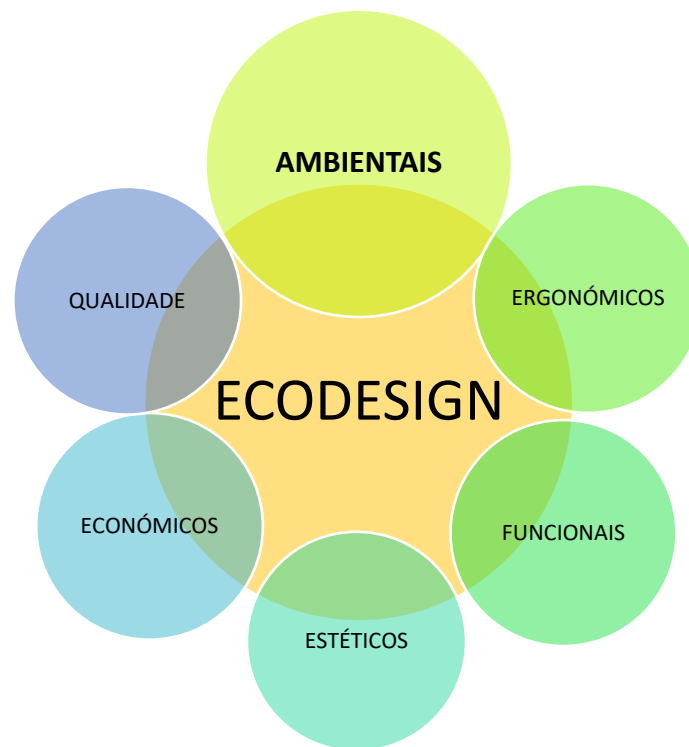 AMBIENTAIS
QUALIDADE
ERGONÓMICOS
ECODESIGN
ECONÓMICOS
FUNCIONAIS
ESTÉTICOS